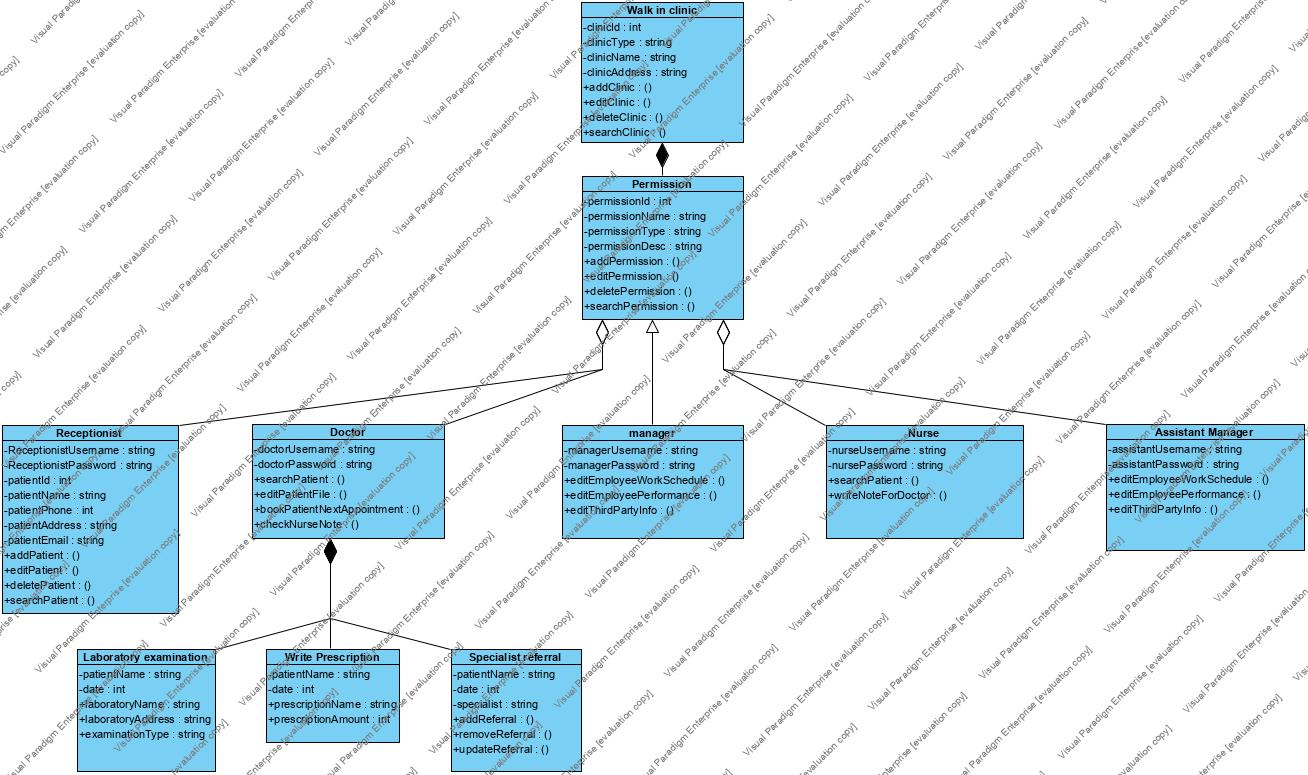 Walk in clinic
-clinicId : int
-clinicType : string
-clinicName : string
-clinicAddress : string
+addClinic : ()
+editClinic : ()
+deleteClinic : ()
+searchClinic : ()
Permission
-permissionId : int
-permissionName : string
-permissionType : string
-permissionDesc : string
+addPermission : ()
+editPermission : ()
+deletePermission : ()
+searchPermission : ()
Receptionist
-ReceptionistUsername : string
-ReceptionistPassword : string
-patientId : int
-patientName : string
-patientPhone : int
-patientAddress : string
-patientEmail : string
+addPatient : ()
+editPatient : ()
+deletePatient : ()
+searchPatient : ()
Doctor
-doctorUsername : string
-doctorPassword : string
+searchPatient : ()
+editPatientFile : ()
+bookPatientNextAppointment : ()
+checkNurseNote : ()
manager
-managerUsername : string
-managerPassword : string
+editEmployeeWorkSchedule : ()
+editEmployeePerformance : ()
+editThirdPartyInfo : ()
Nurse
-nurseUsername : string
-nursePassword : string
+searchPatient : ()
+writeNoteForDoctor : ()
Assistant Manager
-assistantUsername : string
-assistantPassword : string
+editEmployeeWorkSchedule : ()
+editEmployeePerformance : ()
+editThirdPartyInfo : ()
Laboratory examination
-patientName : string
-date : int
+laboratoryName : string
+laboratoryAddress : string
+examinationType : string
Write Prescription
-patientName : string
-date : int
+prescriptionName : string
+prescriptionAmount : int
Specialist referral
-patientName : string
-date : int
-specialist : string
+addReferral : ()
+removeReferral : ()
+updateReferral : ()
Visual Paradigm Enterprise [evaluation copy]